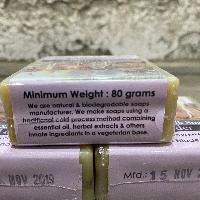 Minimum Weight : 80 grams
We are natural & biodegradable soaps
manufacturer. We make soaps using a
traditional cold process method combining
essential oil, herbal extracts & others
innate ingredients in a vegetarian base.
NOV 2019
Mfd.: 15 NOV 2